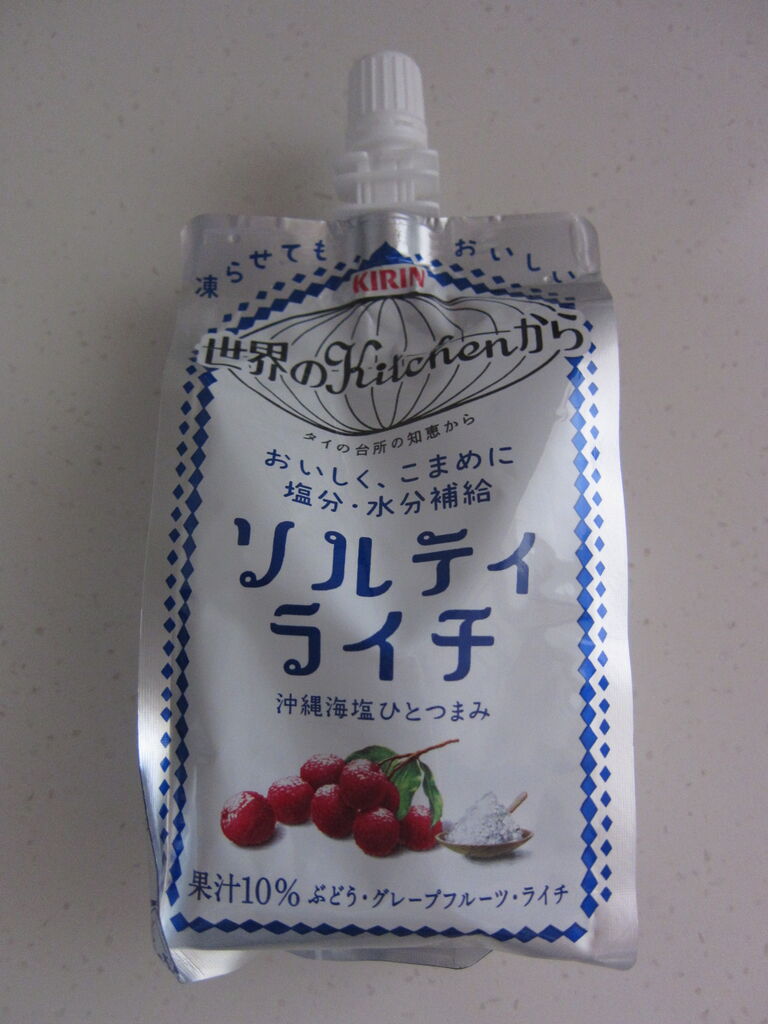 凍らせても おいしい
KIRIN
世界のKitchenから
タイの台所の知恵から
おいしく、こまめに
塩分・水分補給
ソルティ
ライチ
沖縄海塩ひとつまみ
果汁10% ぶどう・グレープフルーツ・ライチ